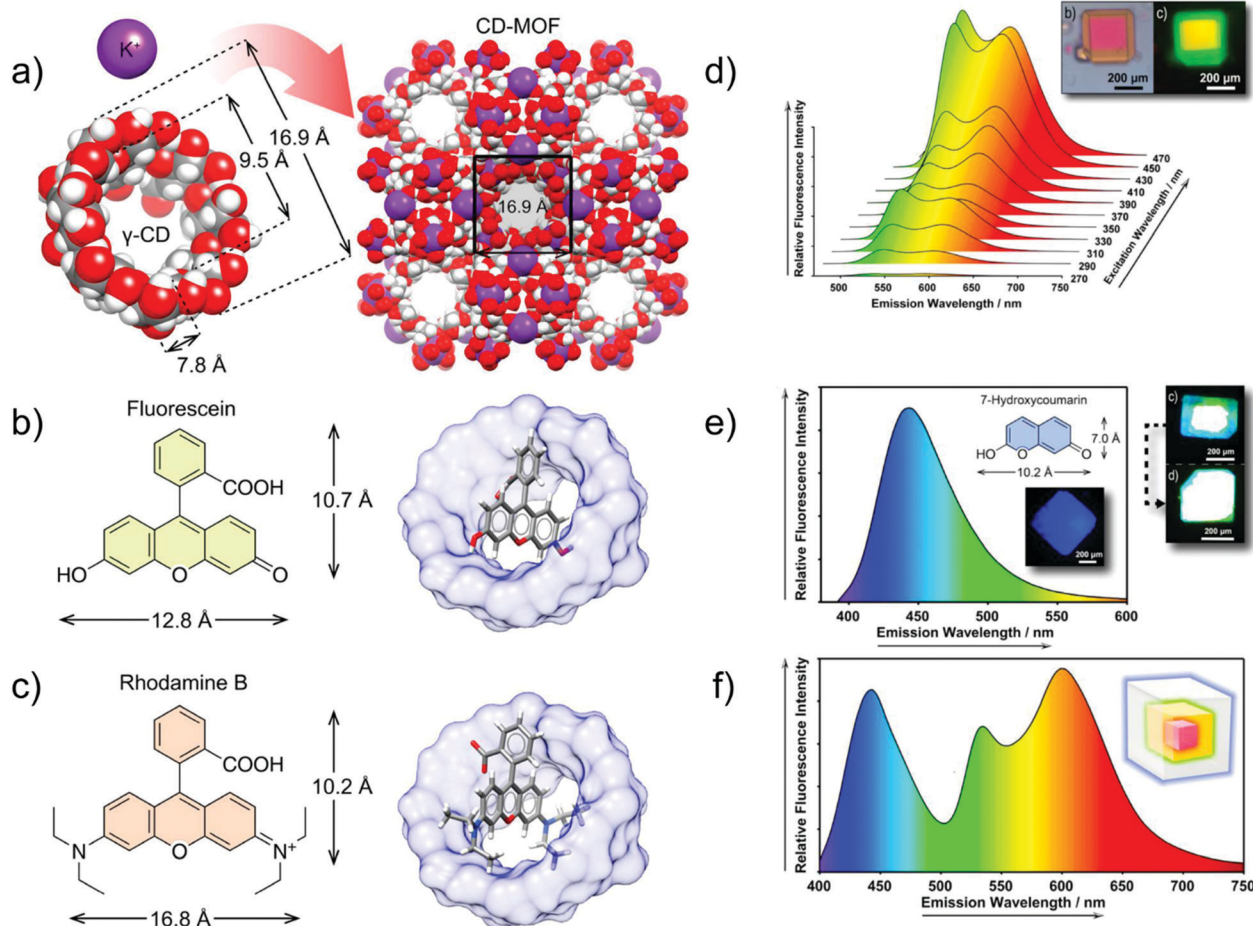 a)
K+
CD-MOF
16.9 Å
9.5 Å
γ-CD
7.8 Å
16.9 Å
b)
Fluorescein
COOH
HO
O
O
10.7 Å
12.8 Å
c)
Rhodamine B
COOH
N
O
N+
10.2 Å
16.8 Å
d)
Relative Fluorescence Intensity
b)
200 μm
c)
200 μm
470
450
430
410
390
370
350
330
310
290
270
Excitation Wavelength / nm
500 550 600 650 700 750
Emission Wavelength / nm
e)
Relative Fluorescence Intensity
7-Hydroxycoumarin
HO
O
O
7.0 Å
10.2 Å
200 μm
c)
200 μm
d)
200 μm
400 450 500 550 600
Emission Wavelength / nm
f)
Relative Fluorescence Intensity
400 450 500 550 600 650 700 750
Emission Wavelength / nm